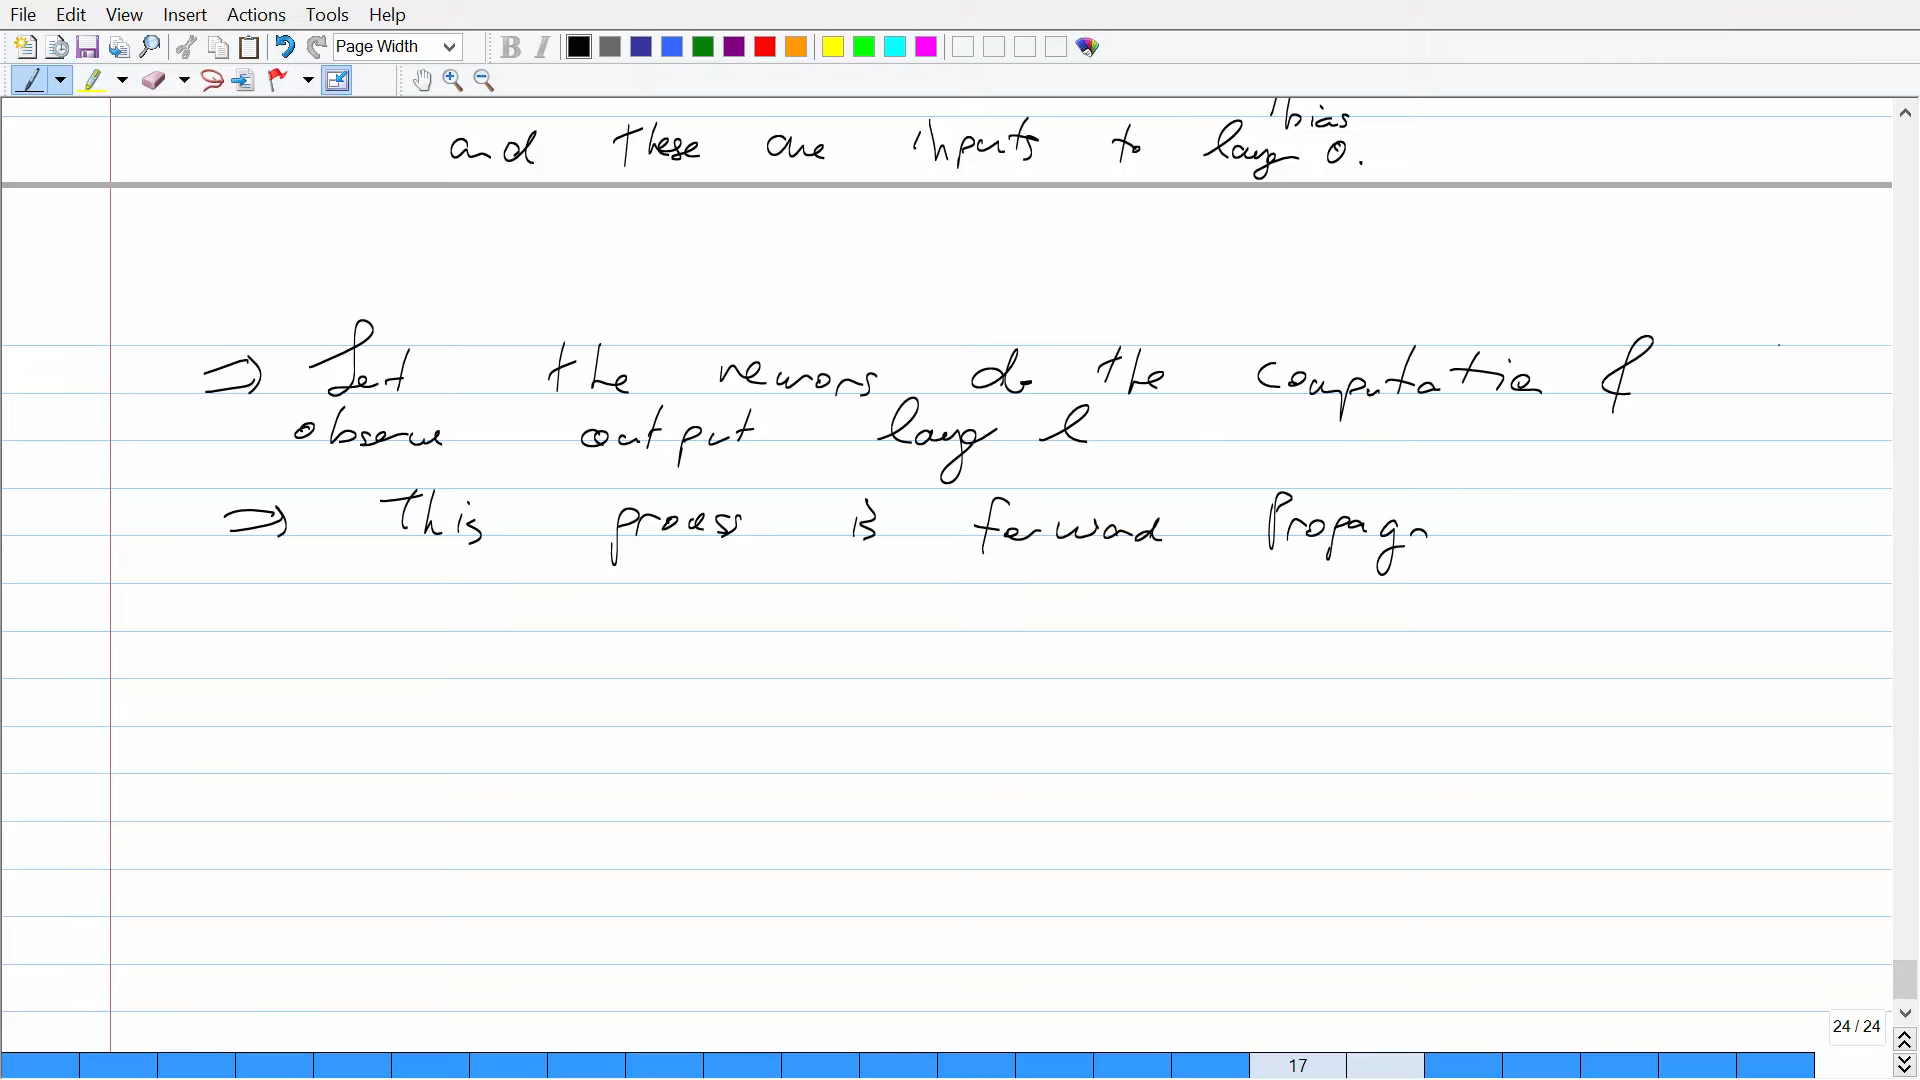 File Edit View Insert Actions Tools Help
Page Width B I
bias
and these are inputs to layer 0.
⇒ Let the neurons do the computation &
observe output layer l
⇒ This process is forward Propag
24 / 24
17